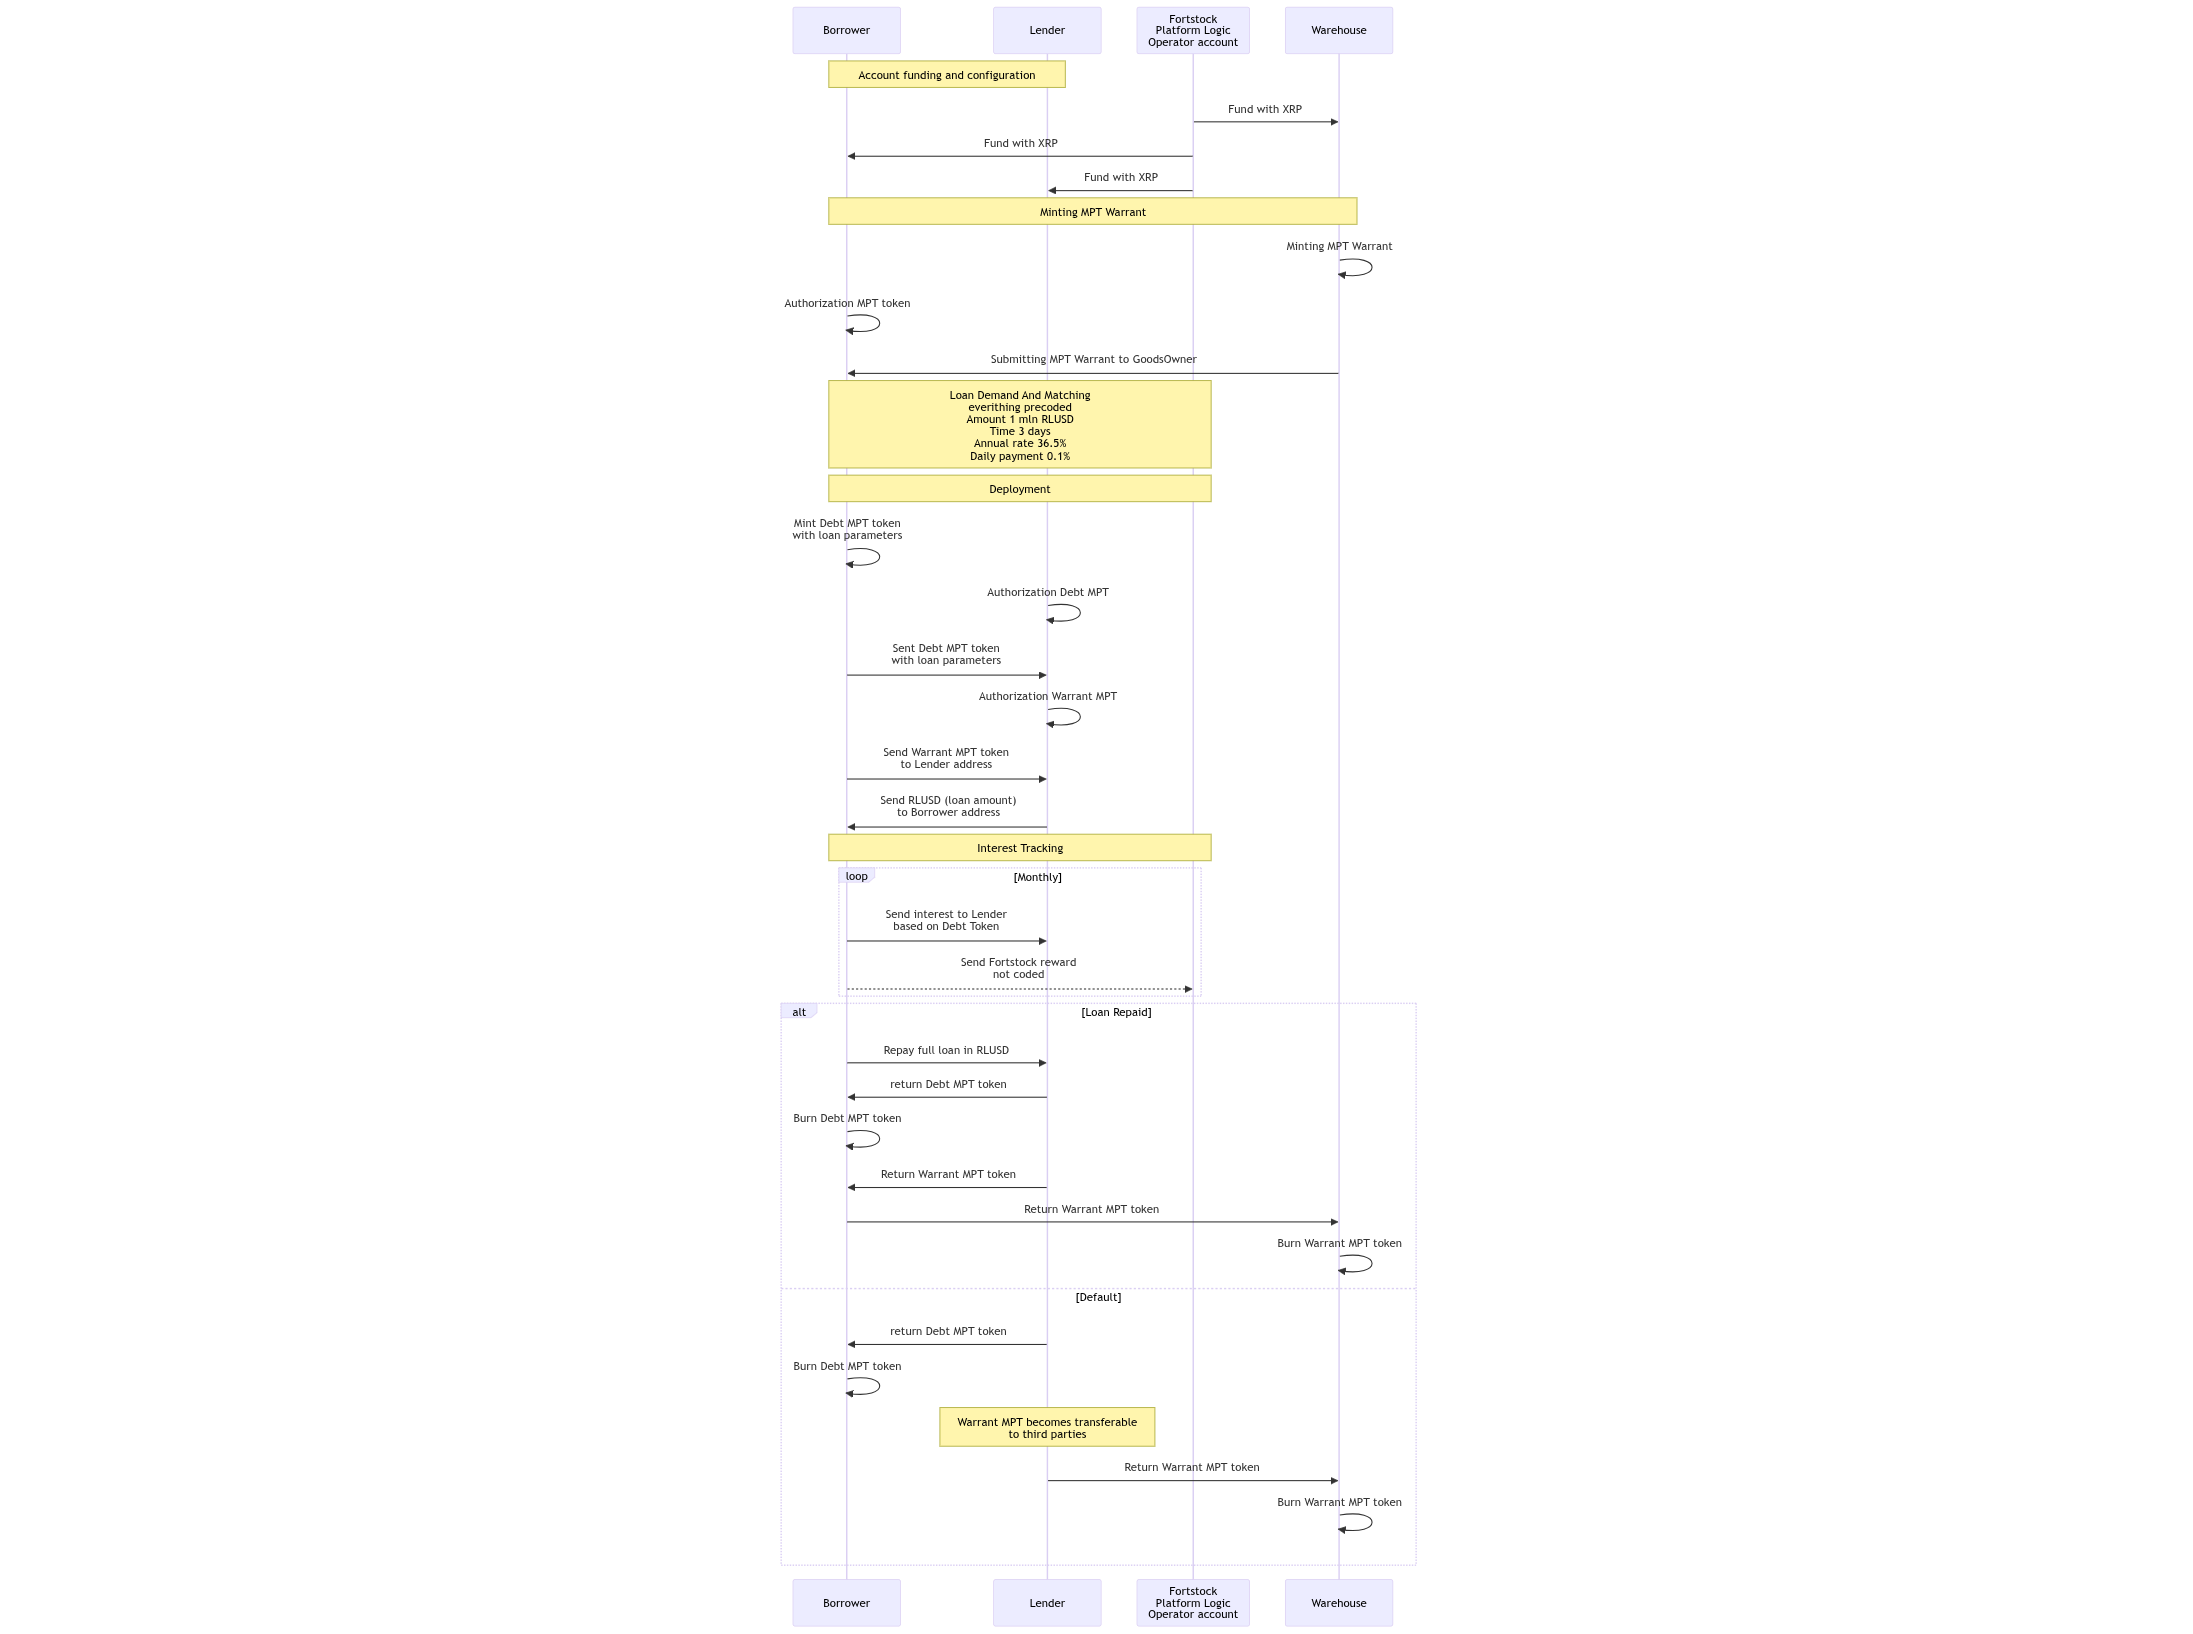 Borrower
Lender
Fortstock
Platform Logic
Operator account
Warehouse
Account funding and configuration
Fund with XRP
Fund with XRP
Fund with XRP
Minting MPT Warrant
Minting MPT Warrant
Authorization MPT token
Submitting MPT Warrant to GoodsOwner
Loan Demand And Matching
everithing precoded
Amount 1 mln RLUSD
Time 3 days
Annual rate 36.5%
Daily payment 0.1%
Deployment
Mint Debt MPT token
with loan parameters
Authorization Debt MPT
Sent Debt MPT token
with loan parameters
Authorization Warrant MPT
Send Warrant MPT token
to Lender address
Send RLUSD (loan amount)
to Borrower address
Interest Tracking
loop
[Monthly]
Send interest to Lender
based on Debt Token
Send Fortstock reward
not coded
alt
[Loan Repaid]
Repay full loan in RLUSD
return Debt MPT token
Burn Debt MPT token
Return Warrant MPT token
Return Warrant MPT token
Burn Warrant MPT token
[Default]
return Debt MPT token
Burn Debt MPT token
Warrant MPT becomes transferable
to third parties
Return Warrant MPT token
Burn Warrant MPT token
Borrower
Lender
Fortstock
Platform Logic
Operator account
Warehouse